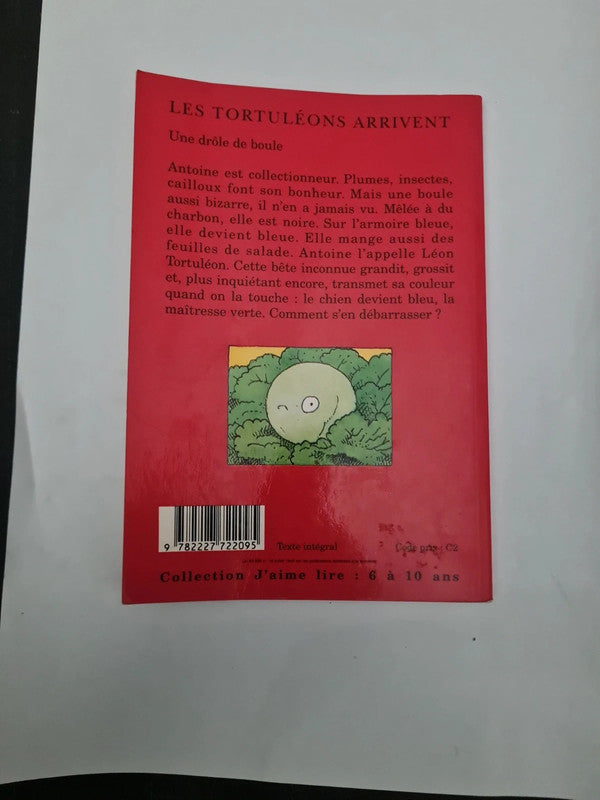 LES TORTULÉONS ARRIVENT
Une drôle de boule
Antoine est collectionneur. Plumes, insectes,
cailloux font son bonheur. Mais une boule
aussi bizarre, il n'en a jamais vu. Mêlée à du
charbon, elle est noire. Sur l'armoire bleue,
elle devient bleue. Elle mange aussi des
feuilles de salade. Antoine l'appelle Léon
Tortuléon. Cette bête inconnue grandit, grossit
et, plus inquiétant encore, transmet sa couleur
quand on la touche : le chien devient bleu, la
maîtresse verte. Comment s'en débarrasser ?
9 782227 722095
Texte intégral
Code prix : C2
Collection J'aime lire : 6 à 10 ans